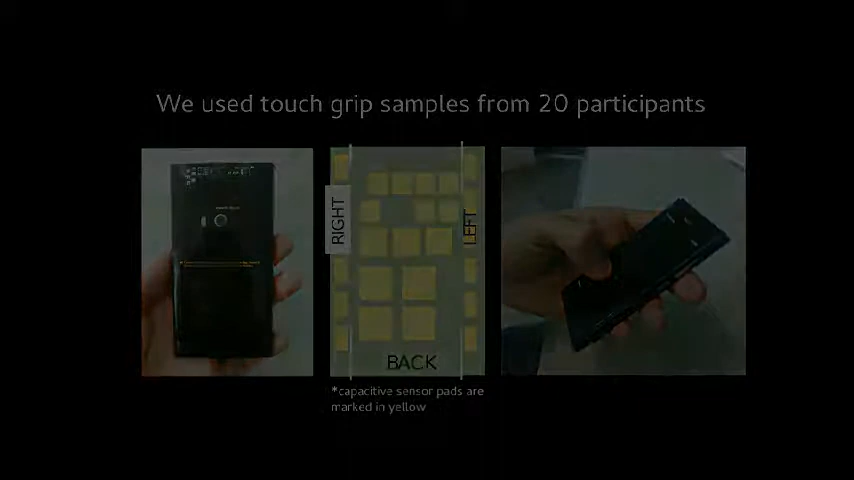 We used touch grip samples from 20 participants
RIGHT
LEFT
BACK
*capacitive sensor pads are
marked in yellow